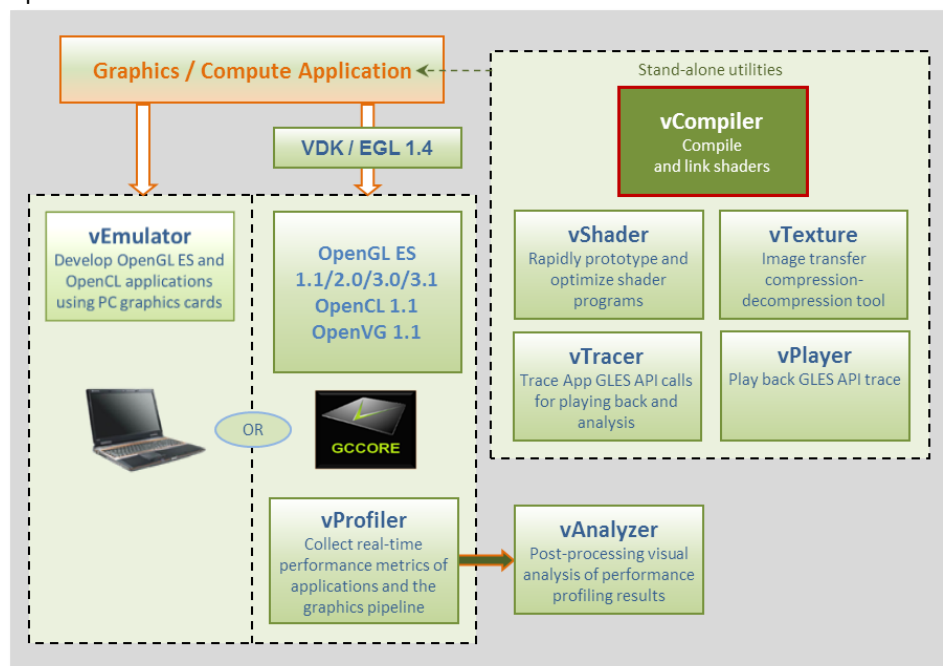 Graphics / Compute Application
Stand-alone utilities
vCompiler
Compile
and link shaders
VDK / EGL 1.4
vEmulator
Develop OpenGL ES and
OpenCL applications
using PC graphics cards
OpenGL ES
1.1/2.0/3.0/3.1
OpenCL 1.1
OpenVG 1.1
vShader
Rapidly prototype and
optimize shader
programs
vTexture
Image transfer
compression-
decompression tool
vTracer
Trace App GLES API calls
for playing back and
analysis
vPlayer
Play back GLES API trace
OR
GCCORE
vProfiler
Collect real-time
performance metrics of
applications and the
graphics pipeline
vAnalyzer
Post-processing visual
analysis of performance
profiling results